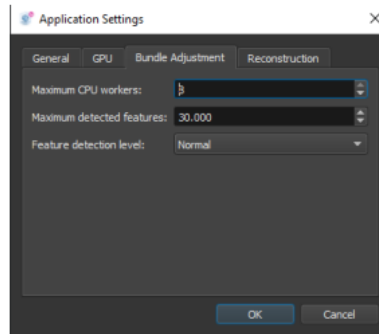 Application Settings
General GPU Bundle Adjustment Reconstruction
Maximum CPU workers:
Maximum detected features: 30.000
Feature detection level: Normal
OK Cancel